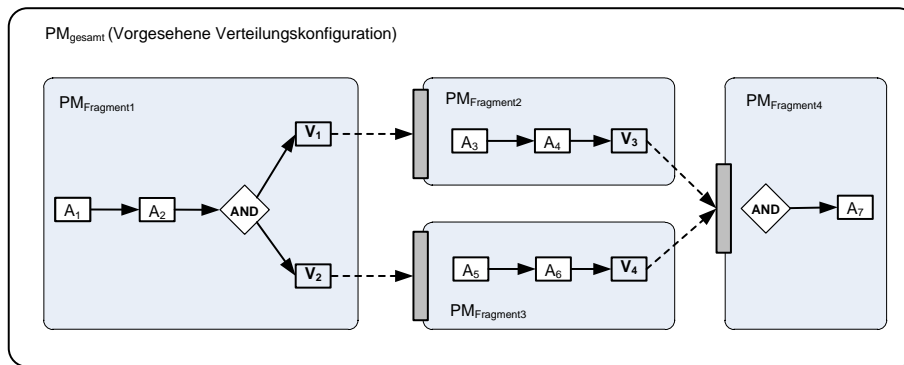 PMgesamt (Vorgesehene Verteilungskonfiguration)
PMFragment1
A1
A2
AND
V1
V2
PMFragment2
A3
A4
V3
A5
A6
V4
PMFragment3
PMFragment4
AND
A7